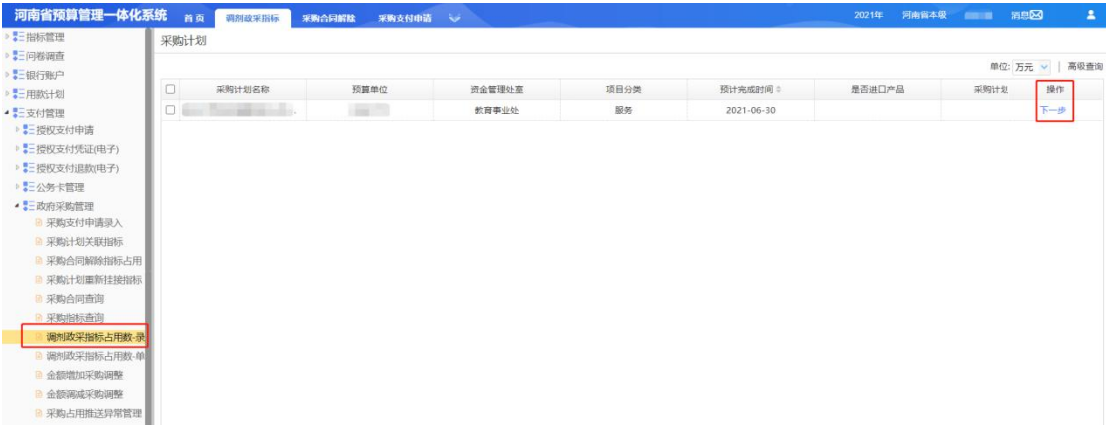 河南省预算管理一体化系统 首页 调剂政采指标 采购合同解除 采购支付申请 2021年 河南省本级 消息
指标管理
问卷调查
银行账户
用款计划
支付管理
授权支付申请
授权支付凭证(电子)
授权支付退款(电子)
公务卡管理
政府采购管理
采购支付申请录入
采购计划关联指标
采购合同解除指标占用
采购计划重新挂接指标
采购合同查询
采购指标查询
调剂政采指标占用数-录
调剂政采指标占用数-单
金额增加采购调整
金额调减采购调整
采购占用推送异常管理
采购计划
单位: 万元 高级查询
采购计划名称 预算单位 资金管理处室 项目分类 预计完成时间 是否进口产品 采购计划 操作
教育事业处 服务 2021-06-30 下一步